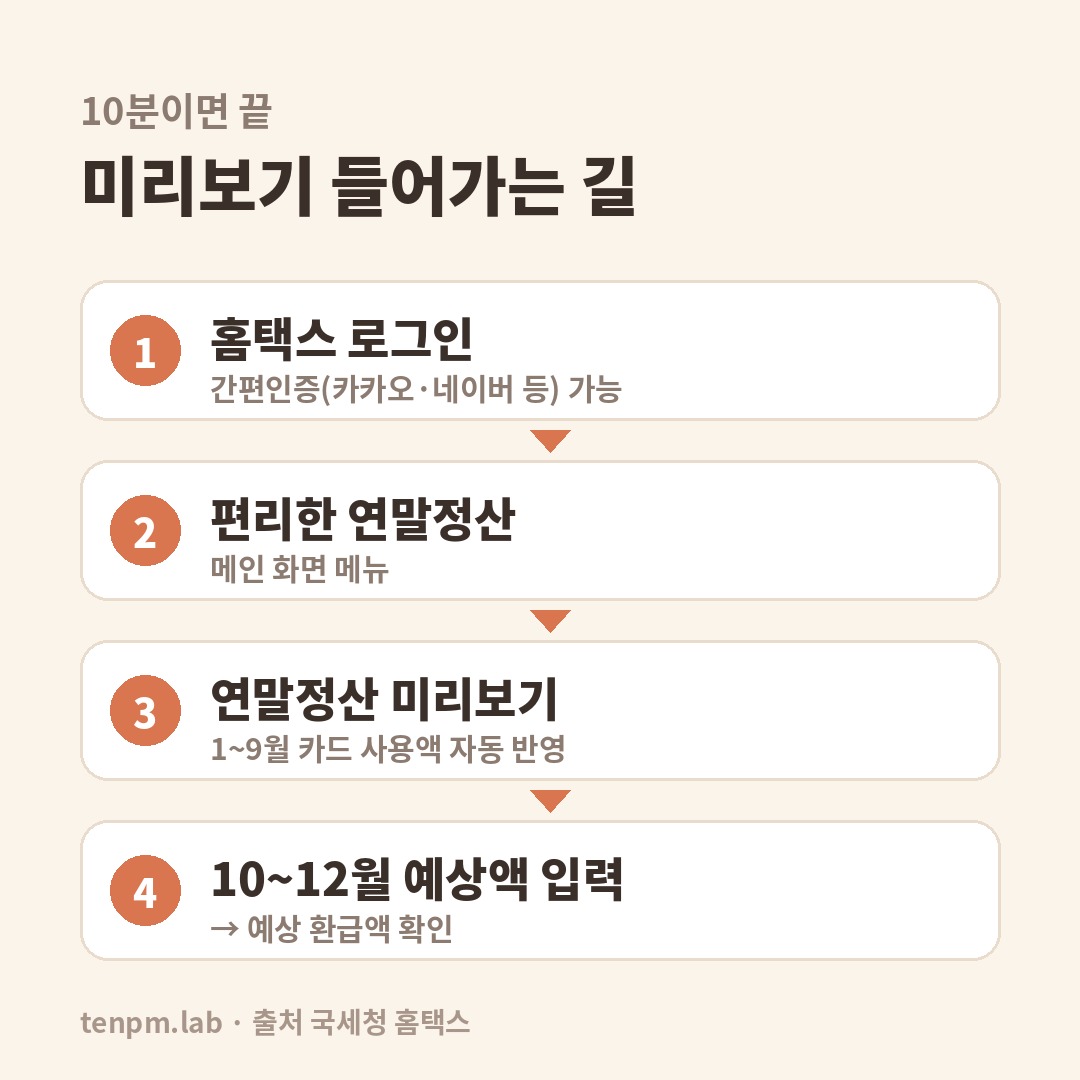 10분이면 끝
미리보기 들어가는 길
1
홈택스 로그인
간편인증(카카오·네이버 등) 가능
2
편리한 연말정산
메인 화면 메뉴
3
연말정산 미리보기
1~9월 카드 사용액 자동 반영
4
10~12월 예상액 입력
→ 예상 환급액 확인
tenpm.lab · 출처 국세청 홈택스